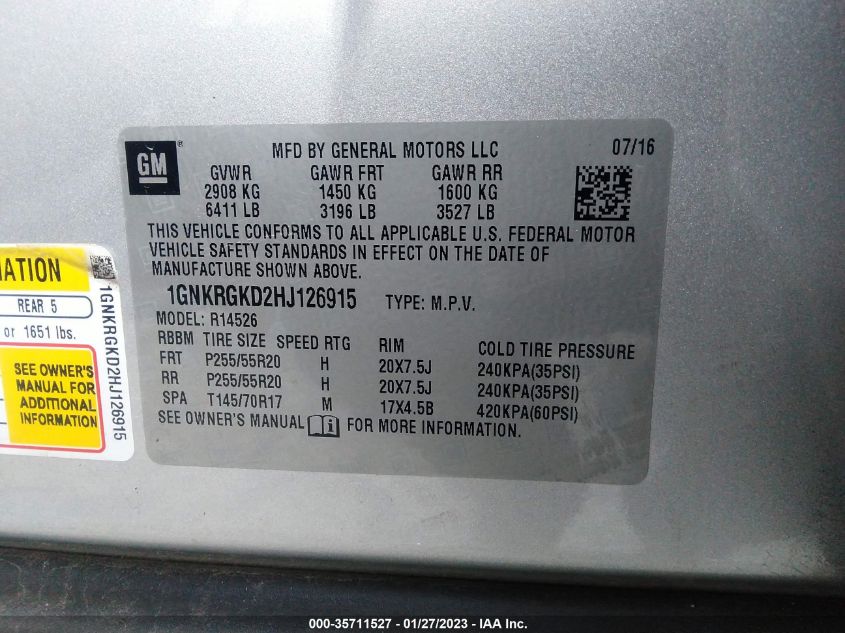 GM ®
MFD BY GENERAL MOTORS LLC 07/16
GVWR GAWR FRT GAWR RR
2908 KG 1450 KG 1600 KG
6411 LB 3196 LB 3527 LB
THIS VEHICLE CONFORMS TO ALL APPLICABLE U.S. FEDERAL MOTOR
VEHICLE SAFETY STANDARDS IN EFFECT ON THE DATE OF
MANUFACTURE SHOWN ABOVE.
1GNKRGKD2HJ126915 TYPE: M.P.V.
MODEL: R14526
RBBM TIRE SIZE SPEED RTG RIM COLD TIRE PRESSURE
FRT P255/55R20 H 20X7.5J 240KPA(35PSI)
RR P255/55R20 H 20X7.5J 240KPA(35PSI)
SPA T145/70R17 M 17X4.5B 420KPA(60PSI)
SEE OWNER'S MANUAL i FOR MORE INFORMATION.
REAR 5
or 1651 lbs.
SEE OWNER'S
MANUAL FOR
ADDITIONAL
INFORMATION
1GNKRGKD2HJ126915
000-35711527 - 01/27/2023 - IAA Inc.